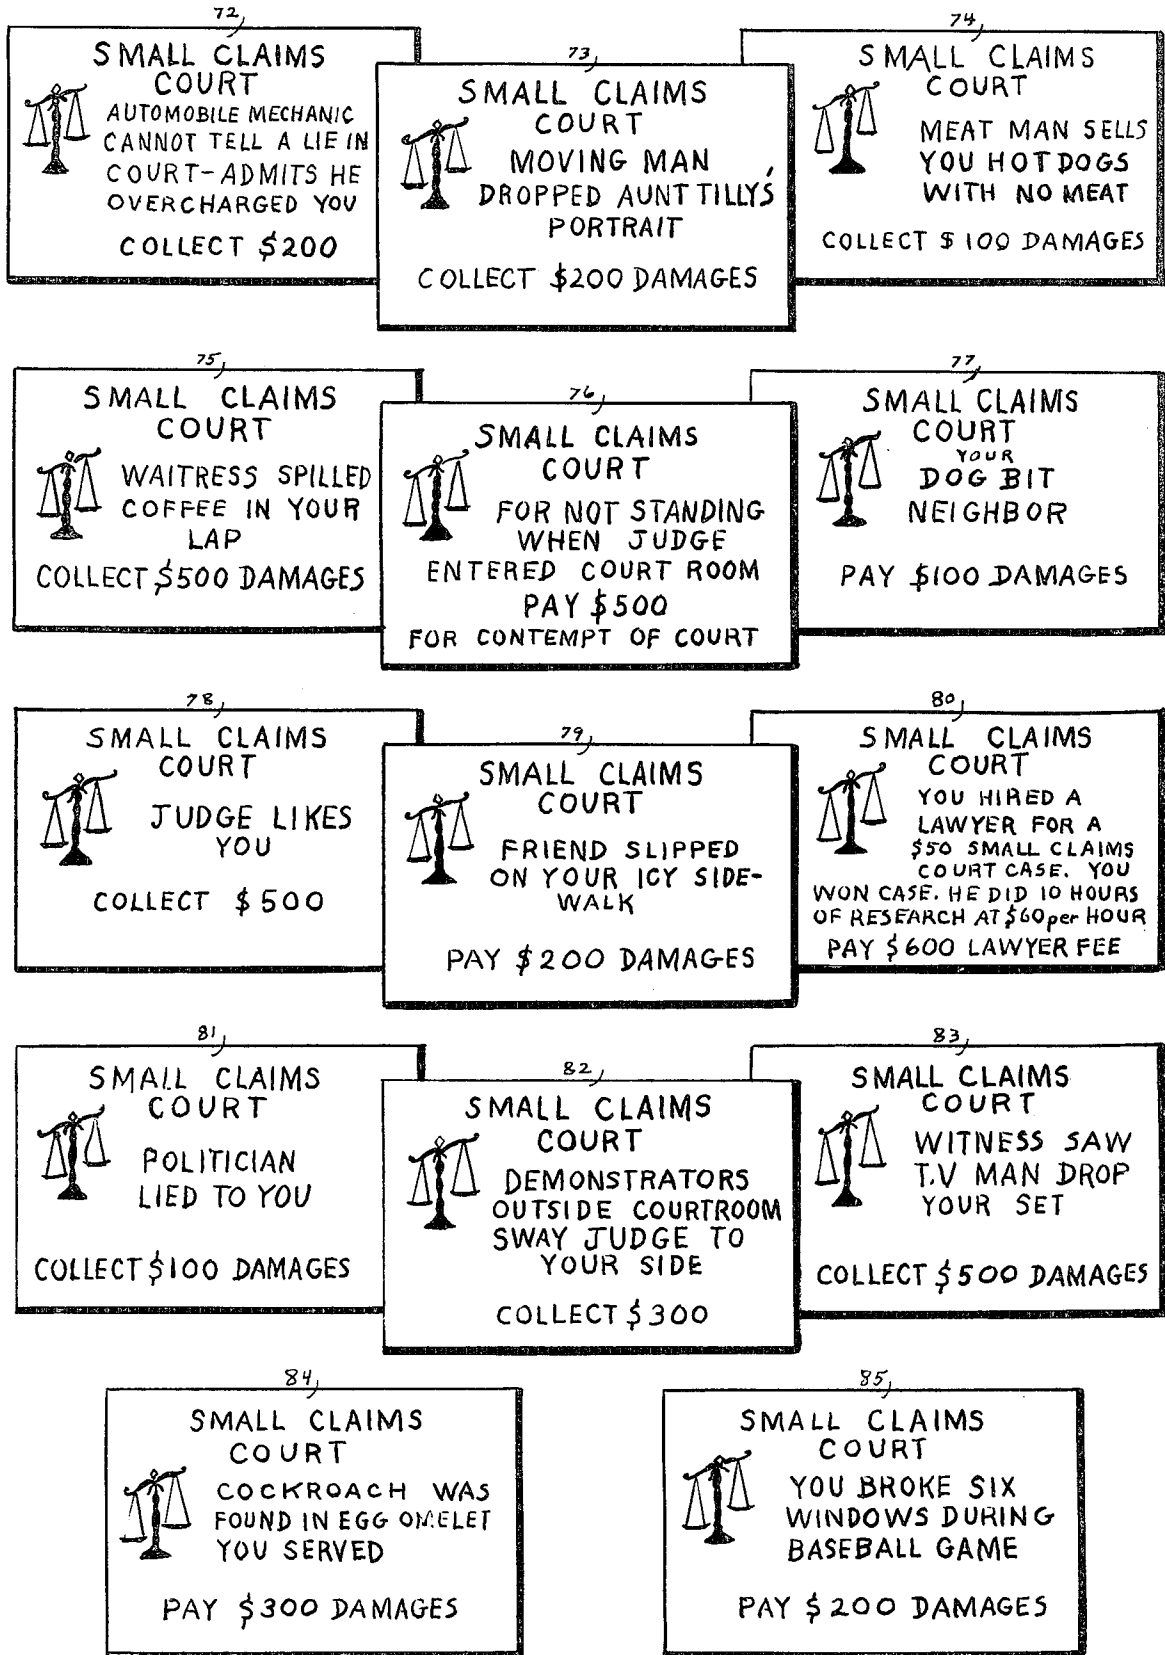 72
SMALL CLAIMS
COURT
AUTOMOBILE MECHANIC
CANNOT TELL A LIE IN
COURT-ADMITS HE
OVERCHARGED YOU
COLLECT $200
73
SMALL CLAIMS
COURT
MOVING MAN
DROPPED AUNT TILLY'S
PORTRAIT
COLLECT $200 DAMAGES
74
SMALL CLAIMS
COURT
MEAT MAN SELLS
YOU HOT DOGS
WITH NO MEAT
COLLECT $100 DAMAGES
75
SMALL CLAIMS
COURT
WAITRESS SPILLED
COFFEE IN YOUR
LAP
COLLECT $500 DAMAGES
76
SMALL CLAIMS
COURT
FOR NOT STANDING
WHEN JUDGE
ENTERED COURT ROOM
PAY $500
FOR CONTEMPT OF COURT
77
SMALL CLAIMS
COURT
YOUR
DOG BIT
NEIGHBOR
PAY $100 DAMAGES
78
SMALL CLAIMS
COURT
JUDGE LIKES
YOU
COLLECT $500
79
SMALL CLAIMS
COURT
FRIEND SLIPPED
ON YOUR ICY SIDE-
WALK
PAY $200 DAMAGES
80
SMALL CLAIMS
COURT
YOU HIRED A
LAWYER FOR A
$50 SMALL CLAIMS
COURT CASE. YOU
WON CASE. HE DID 10 HOURS
OF RESEARCH AT $60 per HOUR
PAY $600 LAWYER FEE
81
SMALL CLAIMS
COURT
POLITICIAN
LIED TO YOU
COLLECT $100 DAMAGES
82
SMALL CLAIMS
COURT
DEMONSTRATORS
OUTSIDE COURTROOM
SWAY JUDGE TO
YOUR SIDE
COLLECT $300
83
SMALL CLAIMS
COURT
WITNESS SAW
T.V MAN DROP
YOUR SET
COLLECT $500 DAMAGES
84
SMALL CLAIMS
COURT
COCKROACH WAS
FOUND IN EGG OMELET
YOU SERVED
PAY $300 DAMAGES
85
SMALL CLAIMS
COURT
YOU BROKE SIX
WINDOWS DURING
BASEBALL GAME
PAY $200 DAMAGES